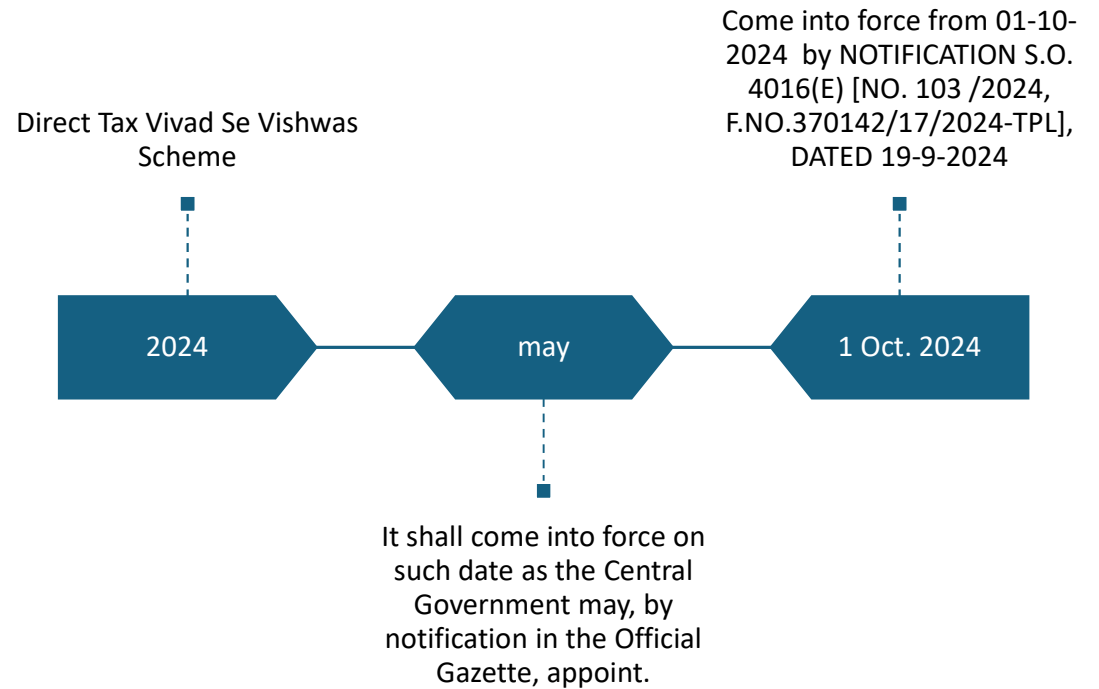 Direct Tax Vivad Se Vishwas
Scheme
Come into force from 01-10-
2024 by NOTIFICATION S.O.
4016(E) [NO. 103 /2024,
F.NO.370142/17/2024-TPL],
DATED 19-9-2024
2024
may
1 Oct. 2024
It shall come into force on
such date as the Central
Government may, by
notification in the Official
Gazette, appoint.